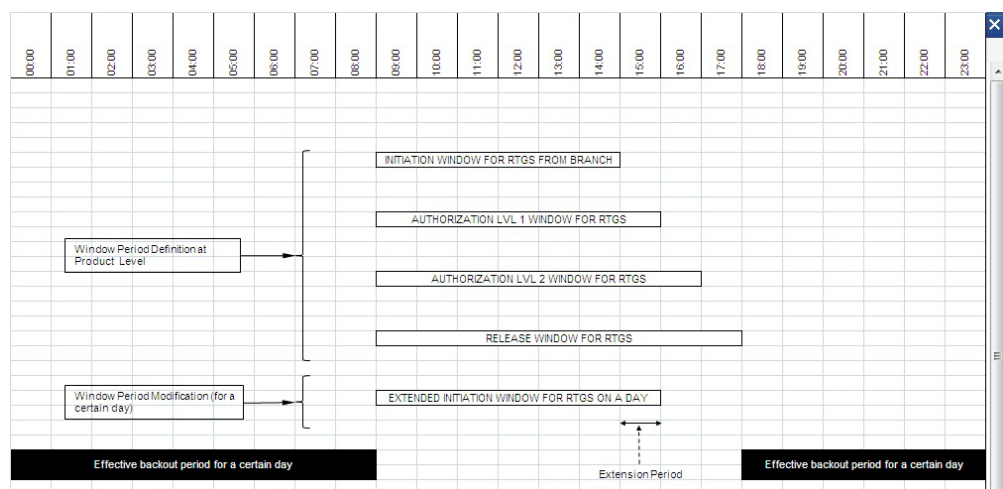 00:00 01:00 02:00 03:00 04:00 05:00 06:00 07:00 08:00 09:00 10:00 11:00 12:00 13:00 14:00 15:00 16:00 17:00 18:00 19:00 20:00 21:00 22:00 23:00
INITIATION WINDOW FOR RTGS FROM BRANCH
AUTHORIZATION LVL 1 WINDOW FOR RTGS
Window Period Definition at
Product Level
AUTHORIZATION LVL 2 WINDOW FOR RTGS
RELEASE WINDOW FOR RTGS
Window Period Modification (for a
certain day)
EXTENDED INITIATION WINDOW FOR RTGS ON A DAY
Effective backout period for a certain day
Extension Period
Effective backout period for a certain day